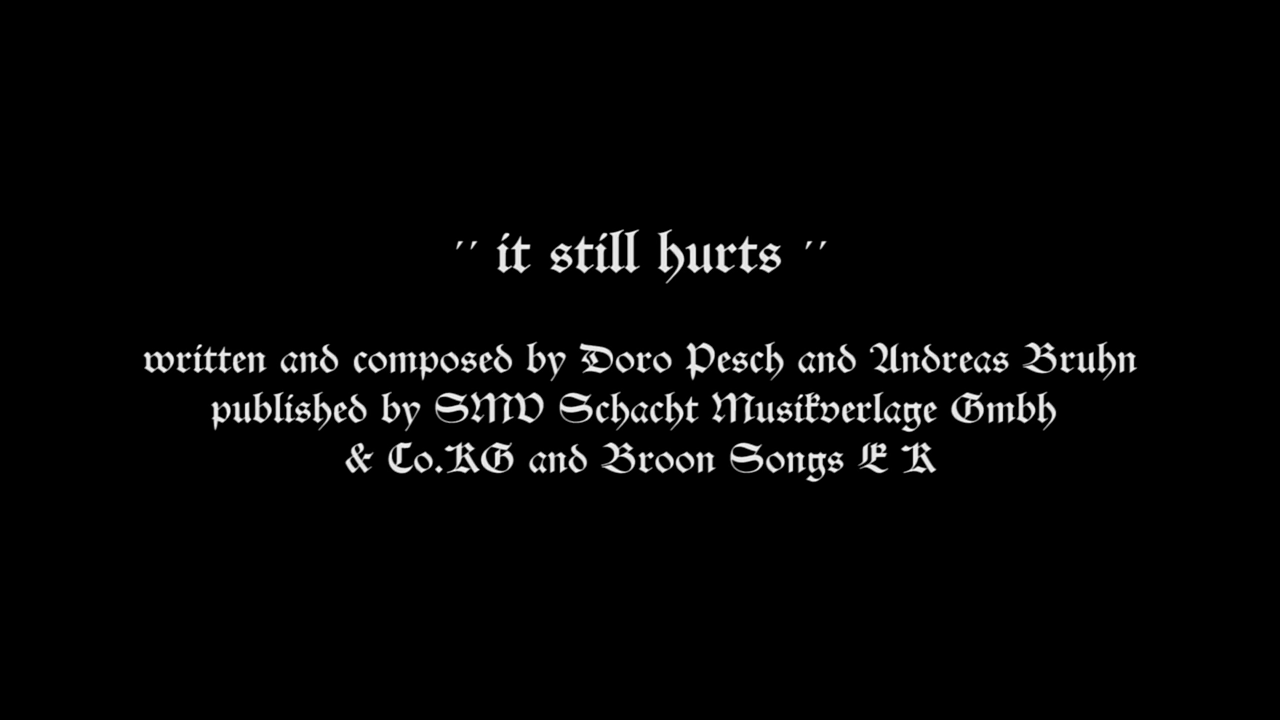 " it still hurts "
written and composed by Doro Pesch and Andreas Bruhn
published by SMV Schacht Musikverlage Gmbh
& Co.KG and Broon Songs E K